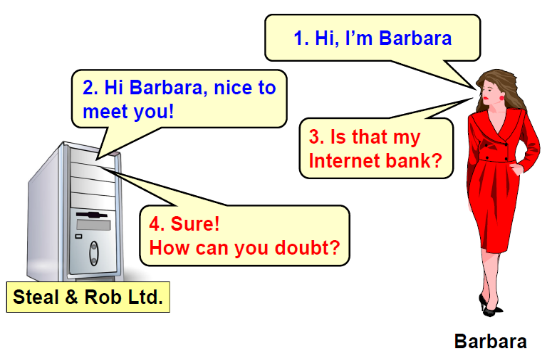 1. Hi, I’m Barbara
2. Hi Barbara, nice to
meet you!
3. Is that my
Internet bank?
4. Sure!
How can you doubt?
Steal & Rob Ltd.
Barbara